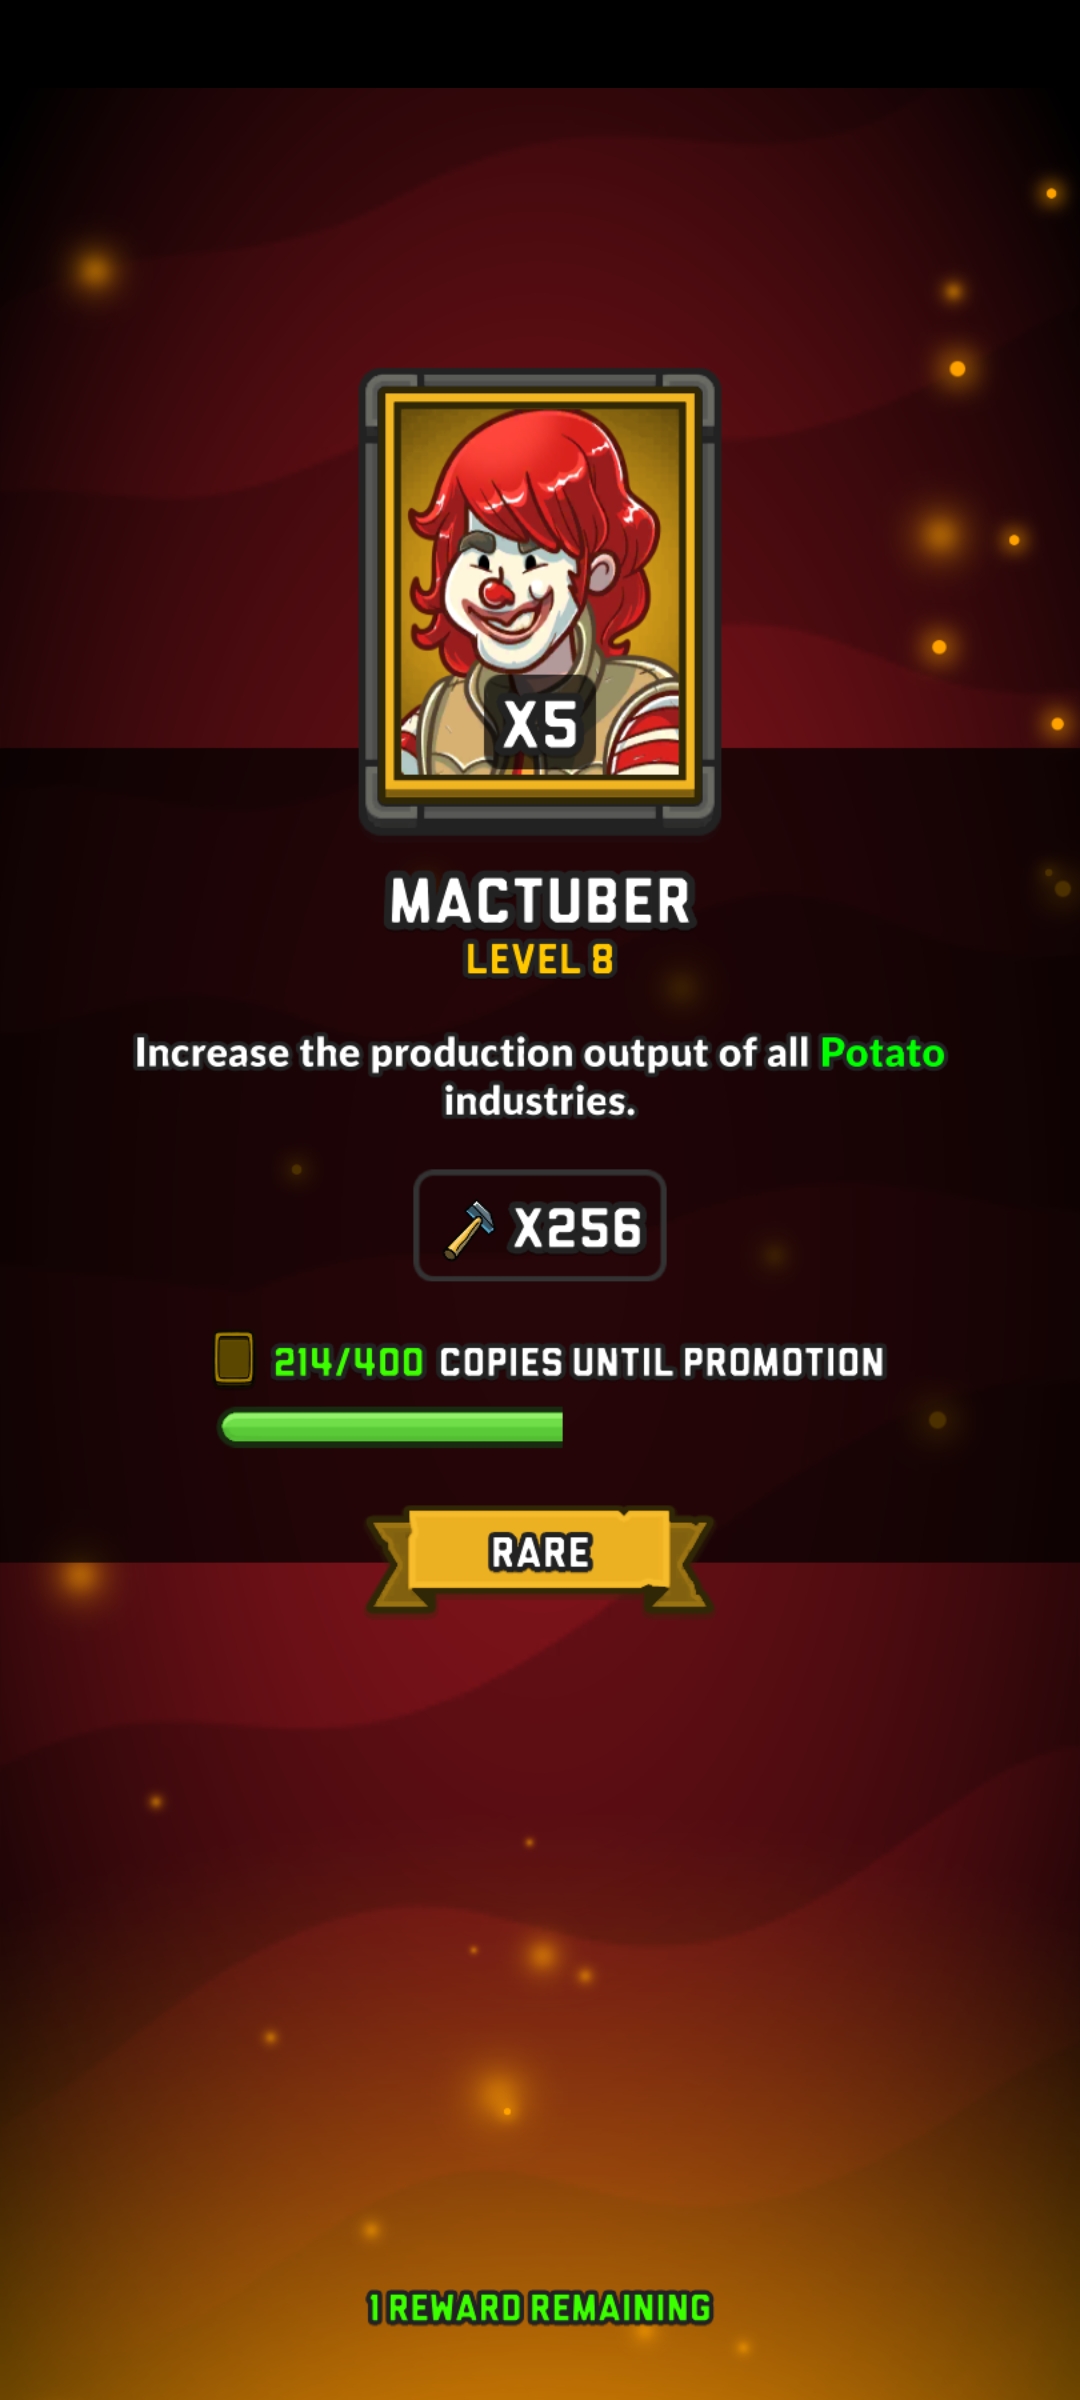 X5
MACTUBER
LEVEL 8
Increase the production output of all Potato
industries.
X256
214/400 COPIES UNTIL PROMOTION
RARE
1 REWARD REMAINING